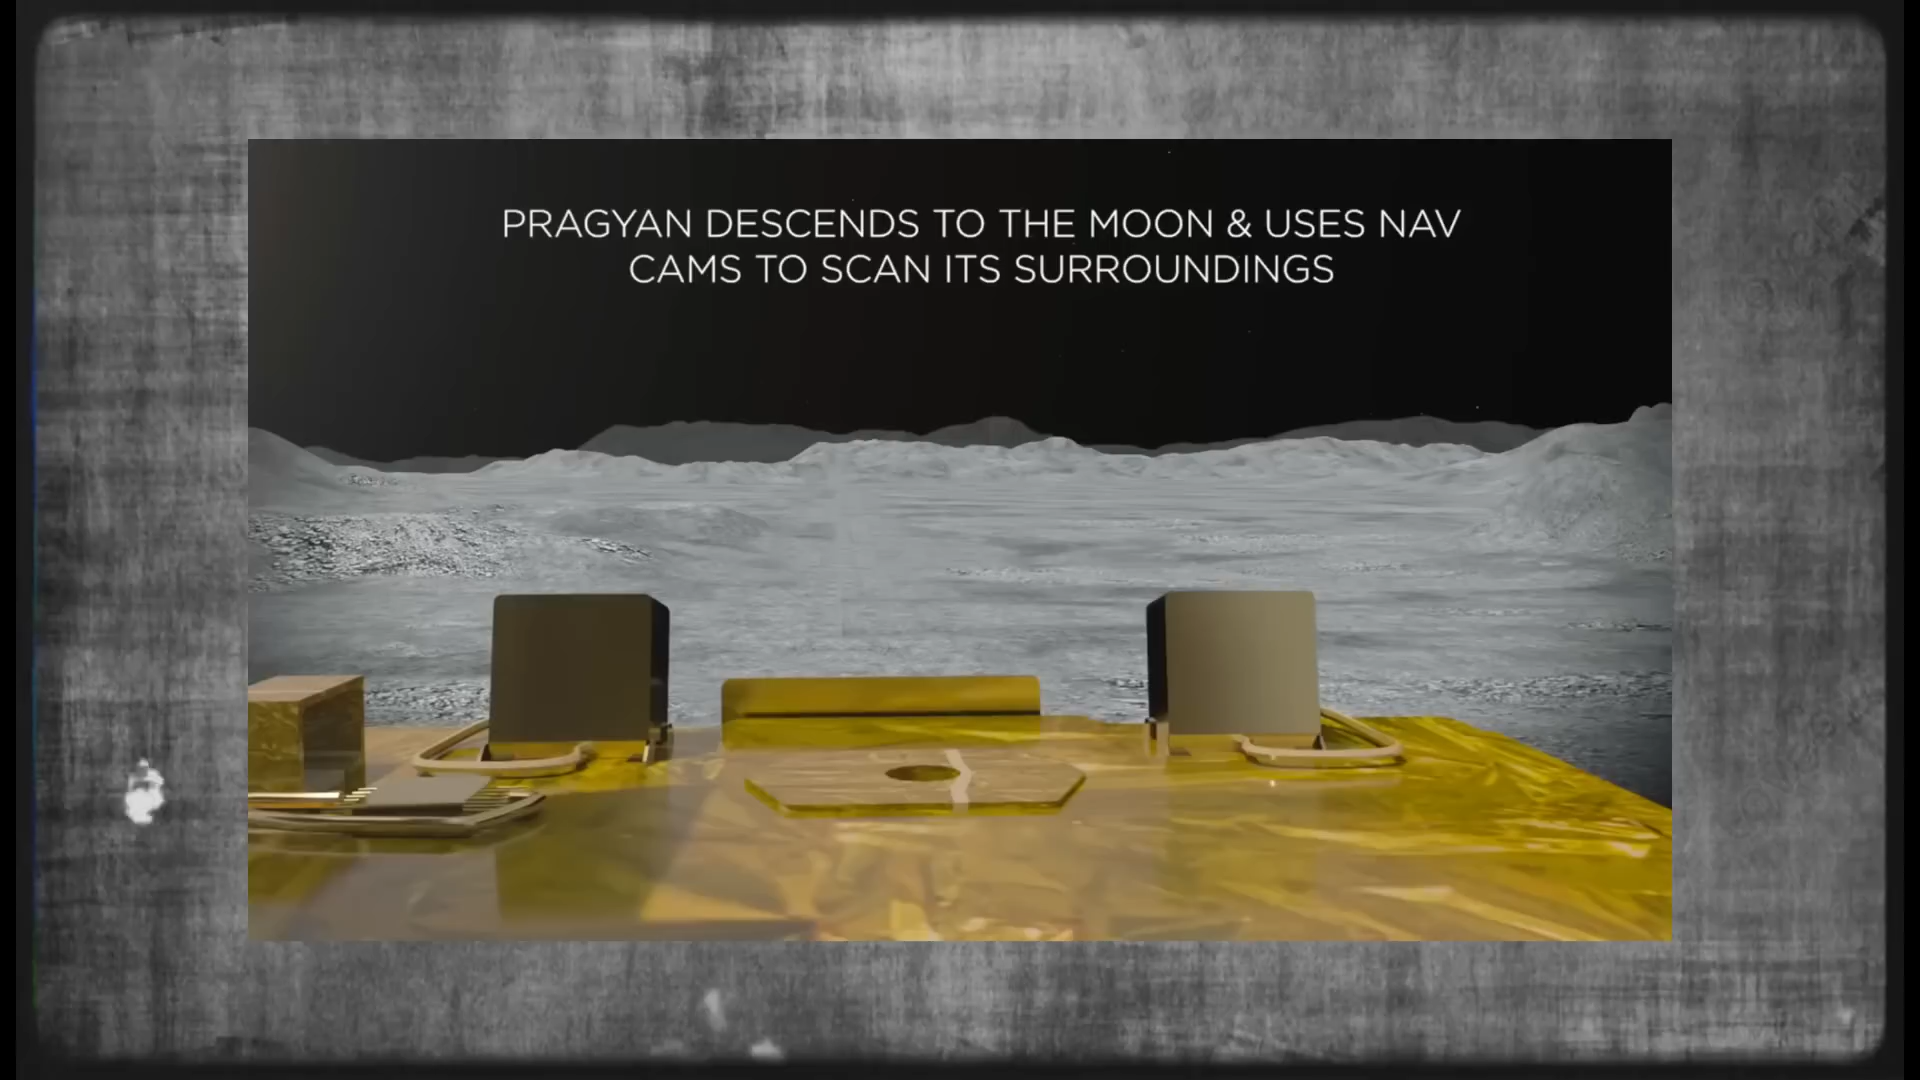 PRAGYAN DESCENDS TO THE MOON & USES NAV
CAMS TO SCAN ITS SURROUNDINGS